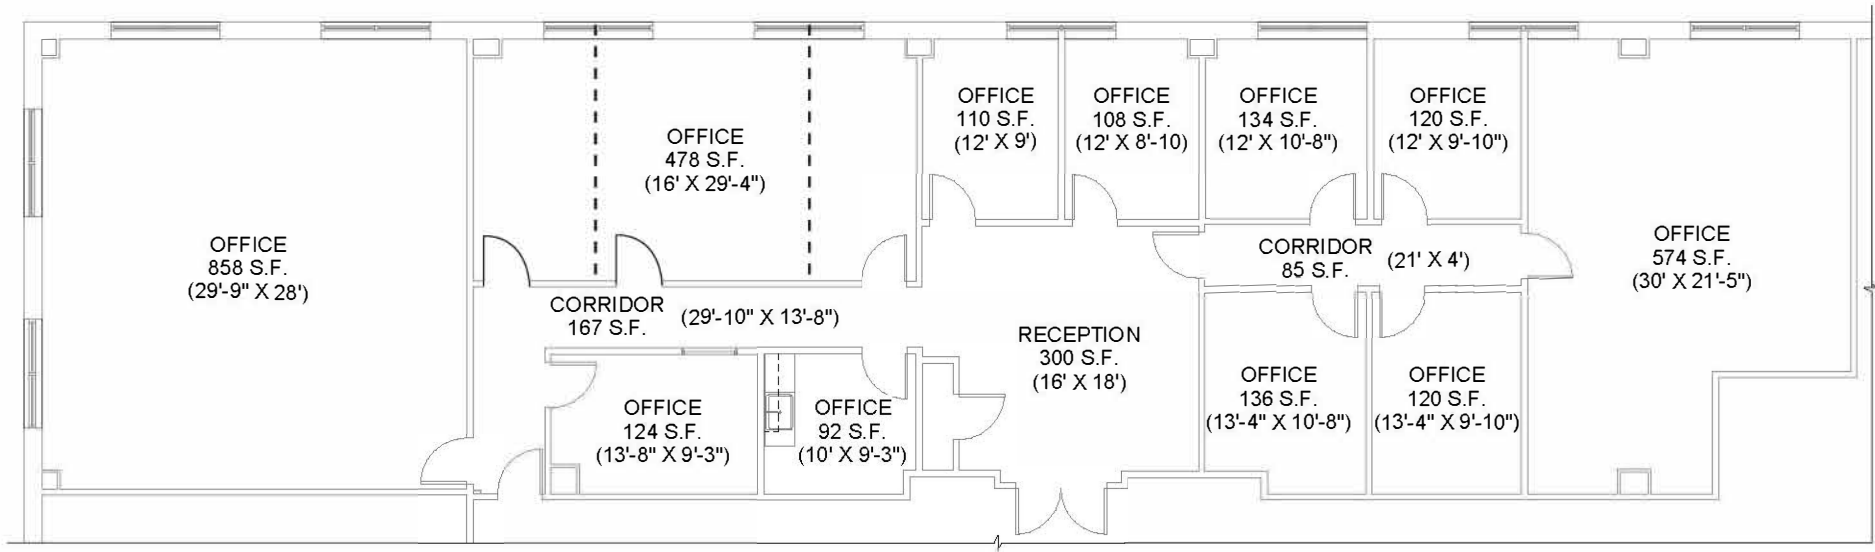 OFFICE
858 S.F.
(29'-9" X 28')
OFFICE
478 S.F.
(16' X 29'-4")
CORRIDOR
167 S.F.
(29'-10" X 13'-8")
OFFICE
124 S.F.
(13'-8" X 9'-3")
OFFICE
92 S.F.
(10' X 9'-3")
OFFICE
110 S.F.
(12' X 9')
OFFICE
108 S.F.
(12' X 8'-10)
RECEPTION
300 S.F.
(16' X 18')
OFFICE
134 S.F.
(12' X 10'-8")
OFFICE
120 S.F.
(12' X 9'-10")
CORRIDOR
85 S.F.
(21' X 4')
OFFICE
136 S.F.
(13'-4" X 10'-8")
OFFICE
120 S.F.
(13'-4" X 9'-10")
OFFICE
574 S.F.
(30' X 21'-5")